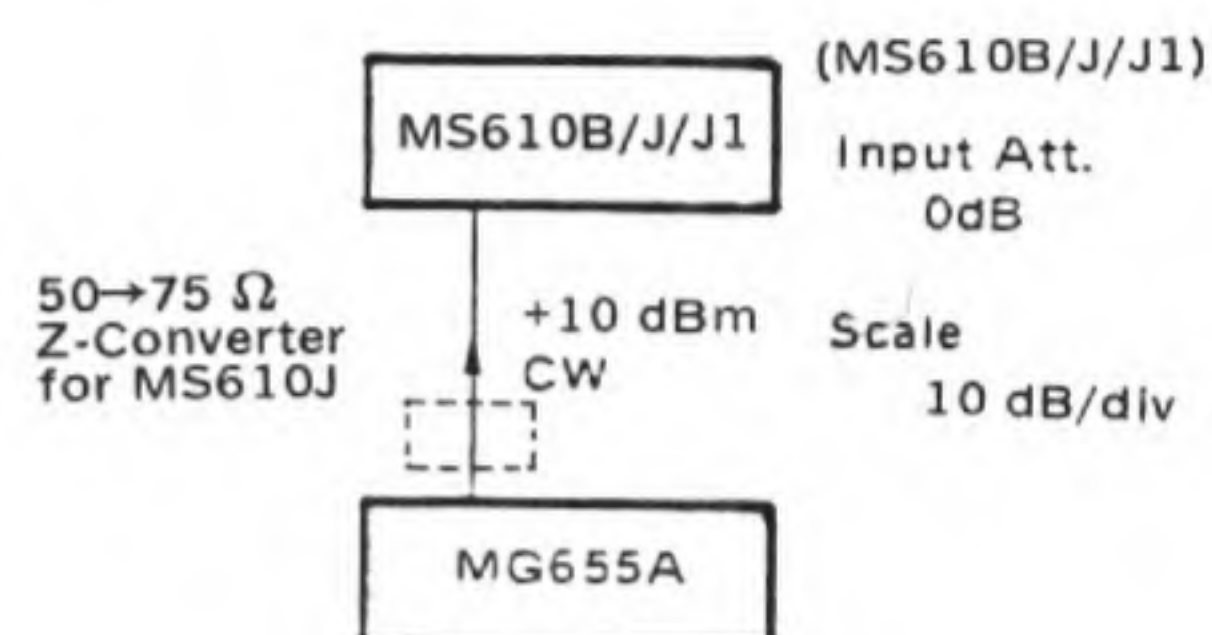 MS610B/J/J1
(MS610B/J/J1)
Input Att.
0dB
50→75 Ω
Z-Converter
for MS610J
+10 dBm
CW
Scale
10 dB/div
MG655A